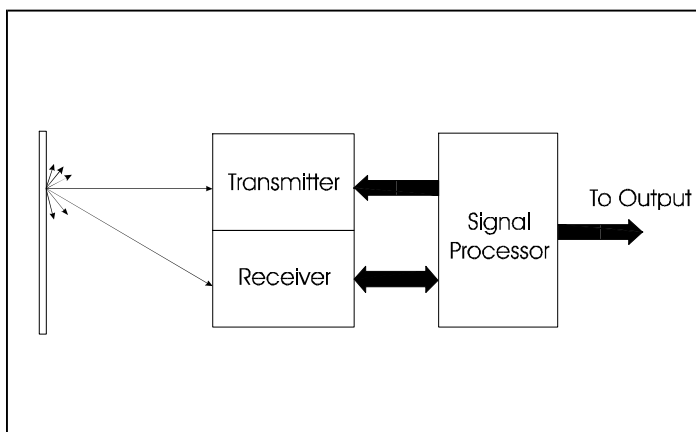 Transmitter
Receiver
Signal
Processor
To Output